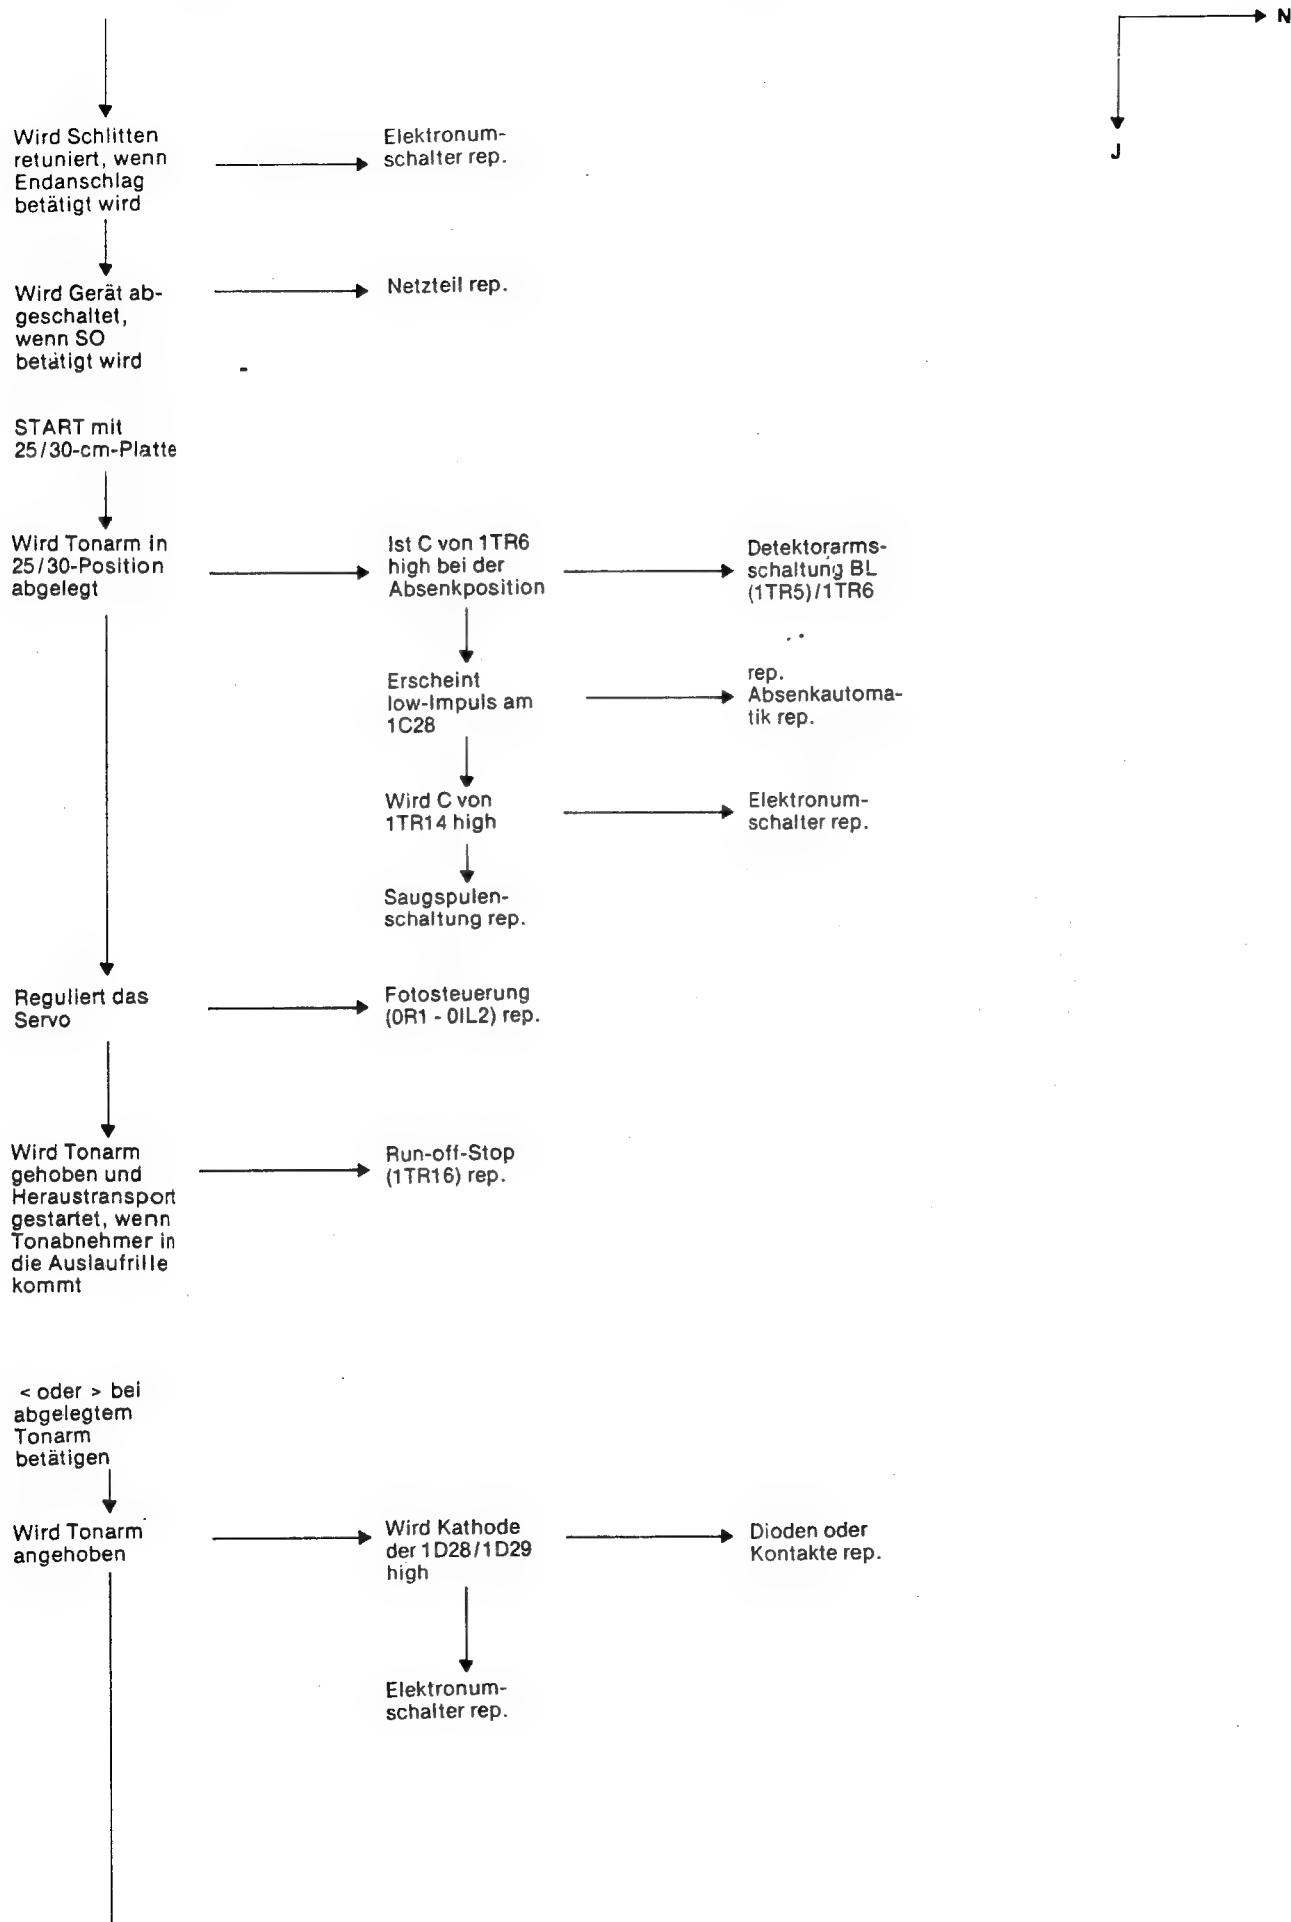 N
J
Wird Schlitten
retuniert, wenn
Endanschlag
betätigt wird
Elektronum-
schalter rep.
Wird Gerät ab-
geschaltet,
wenn SO
betätigt wird
Netzteil rep.
START mit
25/30-cm-Platte
Wird Tonarm in
25/30-Position
abgelegt
Ist C von 1TR6
high bei der
Absenkposition
Detektorarms-
schaltung BL
(1TR5)/1TR6
Erscheint
low-Impuls am
1C28
rep.
Absenkautoma-
tik rep.
Wird C von
1TR14 high
Elektronum-
schalter rep.
Saugspulen-
schaltung rep.
Reguliert das
Servo
Fotosteuerung
(0R1 - 0IL2) rep.
Wird Tonarm
gehoben und
Heraustransport
gestartet, wenn
Tonabnehmer in
die Auslaufrille
kommt
Run-off-Stop
(1TR16) rep.
< oder > bei
abgelegtem
Tonarm
betätigen
Wird Tonarm
angehoben
Wird Kathode
der 1D28/1D29
high
Dioden oder
Kontakte rep.
Elektronum-
schalter rep.